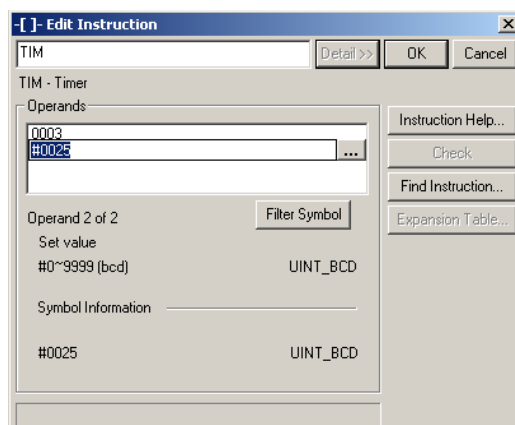 -[ ]- Edit Instruction
TIM
Detail >>
OK
Cancel
TIM - Timer
Operands
0003
#0025
...
Instruction Help...
Check
Find Instruction...
Expansion Table...
Operand 2 of 2
Filter Symbol
Set value
#0~9999 (bcd)
UINT_BCD
Symbol Information
#0025
UINT_BCD